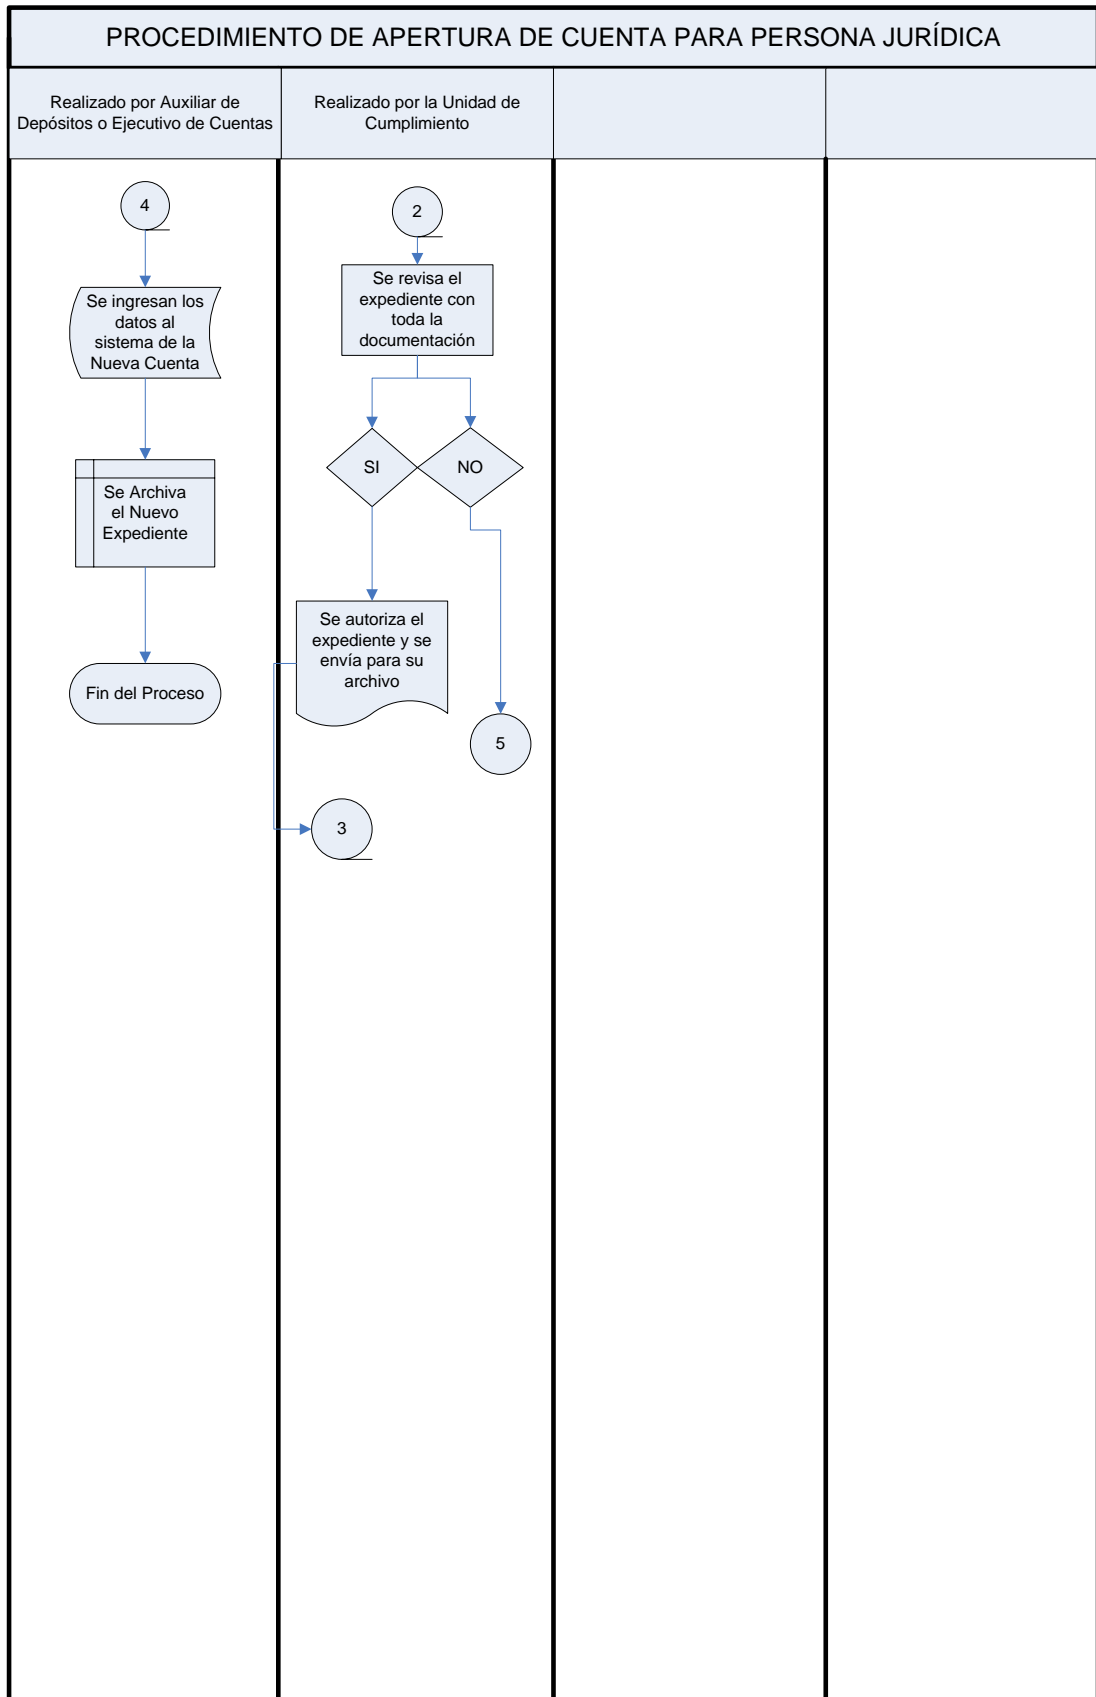 PROCEDIMIENTO DE APERTURA DE CUENTA PARA PERSONA JURÍDICA
Realizado por Auxiliar de
Depósitos o Ejecutivo de Cuentas
Realizado por la Unidad de
Cumplimiento
4
Se ingresan los
datos al
sistema de la
Nueva Cuenta
Se Archiva
el Nuevo
Expediente
Fin del Proceso
2
Se revisa el
expediente con
toda la
documentación
SI
NO
Se autoriza el
expediente y se
envía para su
archivo
5
3